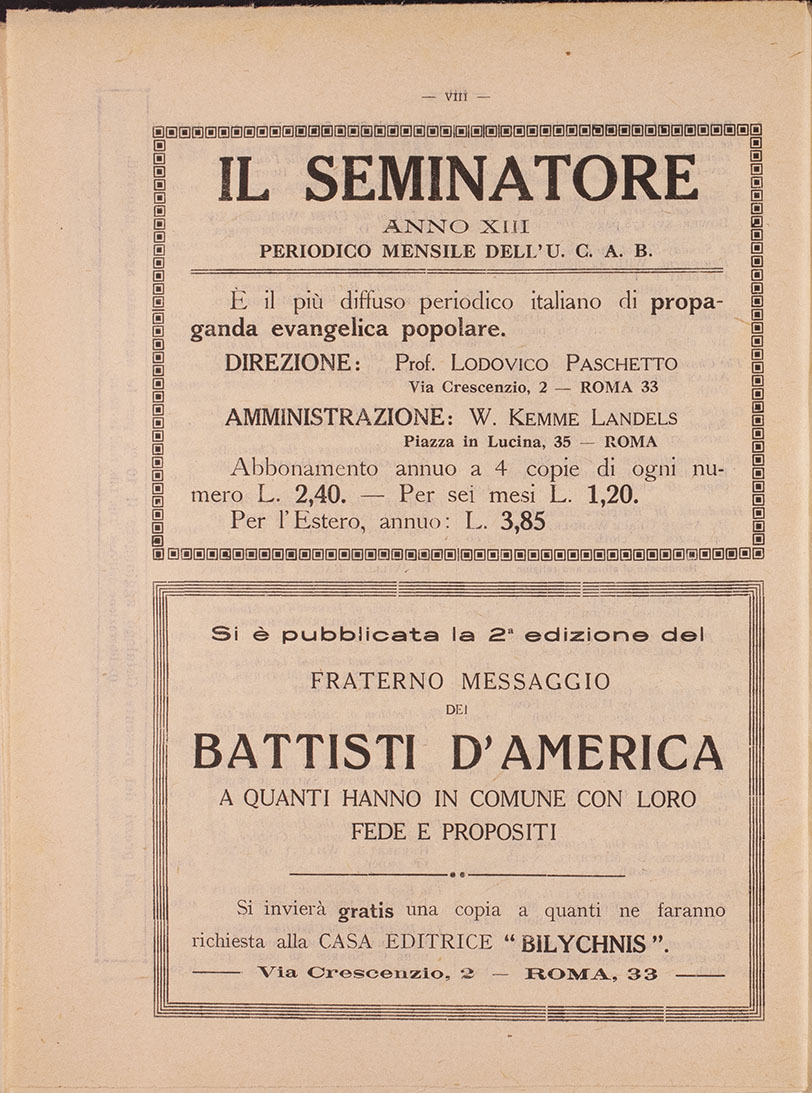 — VIII —
IL SEMINATORE
ANNO XIII
PERIODICO MENSILE DELL'U. C. A. B.
È il più diffuso periodico italiano di propa-
ganda evangelica popolare.
DIREZIONE: Prof. LODOVICO PASCHETTO
Via Crescenzio, 2 — ROMA 33
AMMINISTRAZIONE: W. KEMME LANDELS
Piazza in Lucina, 35 — ROMA
Abbonamento annuo a 4 copie di ogni nu-
mero L. 2,40. — Per sei mesi L. 1,20.
Per l'Estero, annuo: L. 3,85
Si è pubblicata la 2ª edizione del
FRATERNO MESSAGGIO
DEI
BATTISTI D'AMERICA
A QUANTI HANNO IN COMUNE CON LORO
FEDE E PROPOSITI
Si invierà gratis una copia a quanti ne faranno
richiesta alla CASA EDITRICE “ BILYCHNIS ”.
— Via Crescenzio, 2 — ROMA, 33 —